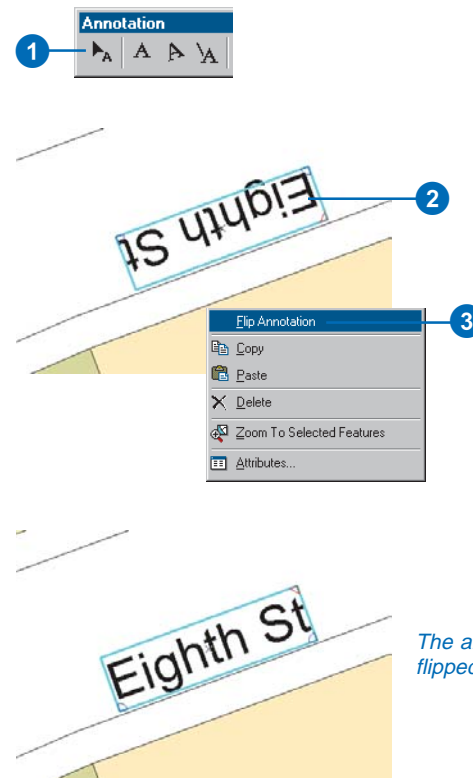 Annotation
1
A A A A
Eighth St
2
Flip Annotation
3
Copy
Paste
Delete
Zoom To Selected Features
Attributes...
Eighth St
The a
flipped